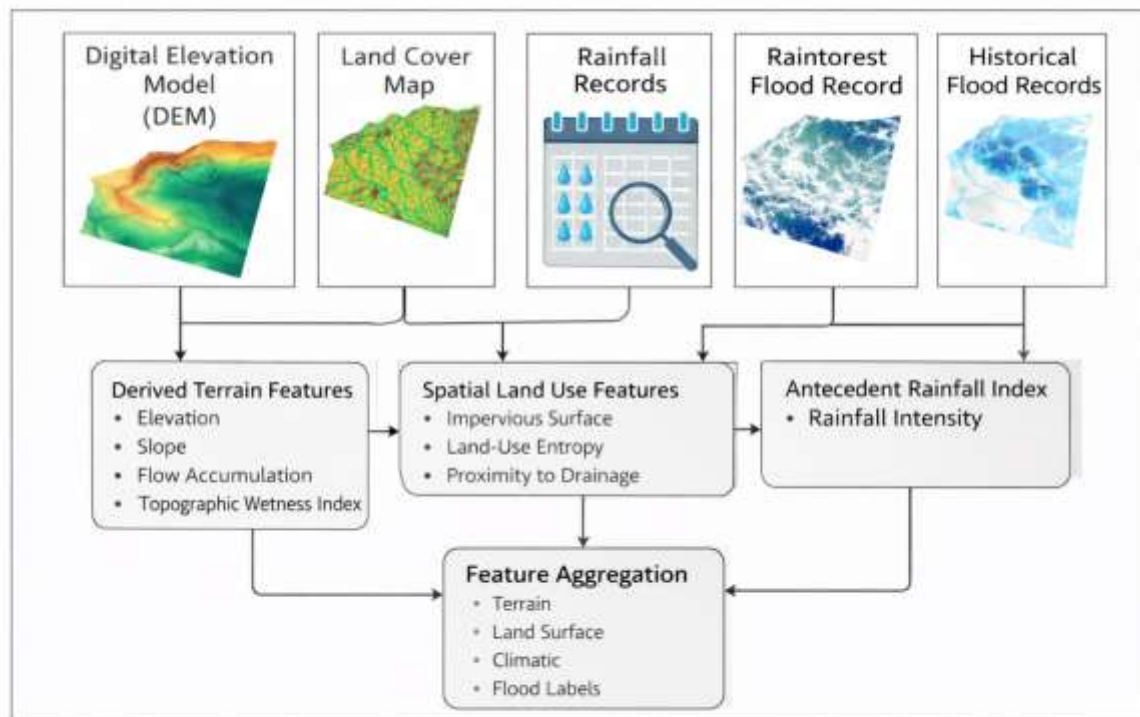 Digital Elevation
Model
(DEM)
Land Cover
Map
Rainfall
Records
Raintorest
Flood Record
Historical
Flood Records
Derived Terrain Features
• Elevation
• Slope
• Flow Accumulation
• Topographic Wetness Index
Spatial Land Use Features
• Impervious Surface
• Land-Use Entropy
• Proximity to Drainage
Antecedent Rainfall Index
• Rainfall Intensity
Feature Aggregation
• Terrain
• Land Surface
• Climatic
• Flood Labels